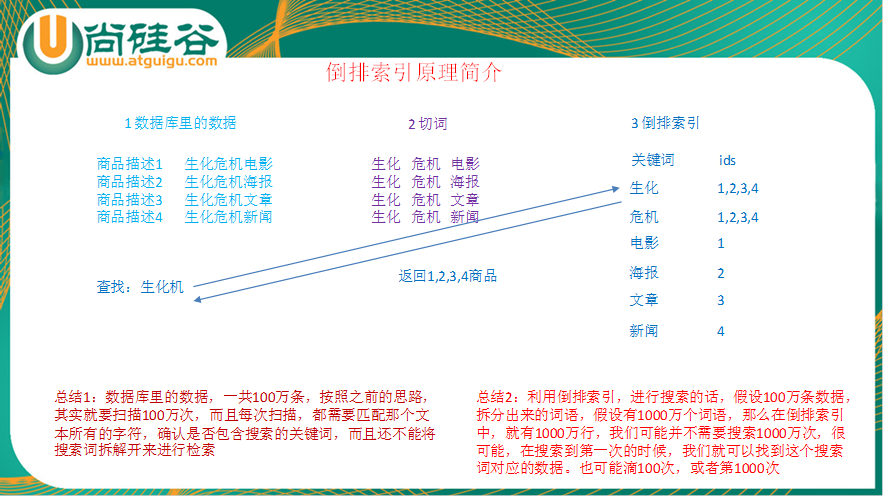 尚硅谷
www.atguigu.com
倒排索引原理简介
1 数据库里的数据
商品描述1 生化危机电影
商品描述2 生化危机海报
商品描述3 生化危机文章
商品描述4 生化危机新闻
查找：生化机
2 切词
生化 危机 电影
生化 危机 海报
生化 危机 文章
生化 危机 新闻
返回1,2,3,4商品
3 倒排索引
关键词 ids
生化 1,2,3,4
危机 1,2,3,4
电影 1
海报 2
文章 3
新闻 4
总结1：数据库里的数据，一共100万条，按照之前的思路，
其实就要扫描100万次，而且每次扫描，都需要匹配那个文
本所有的字符，确认是否包含搜索的关键词，而且还不能将
搜索词拆解开来进行检索
总结2：利用倒排索引，进行搜索的话，假设100万条数据，
拆分出来的词语，假设有1000万个词语，那么在倒排索引
中，就有1000万行，我们可能并不需要搜索1000万次，很
可能，在搜索到第一次的时候，我们就可以找到这个搜索
词对应的数据。也可能滴100次，或者第1000次